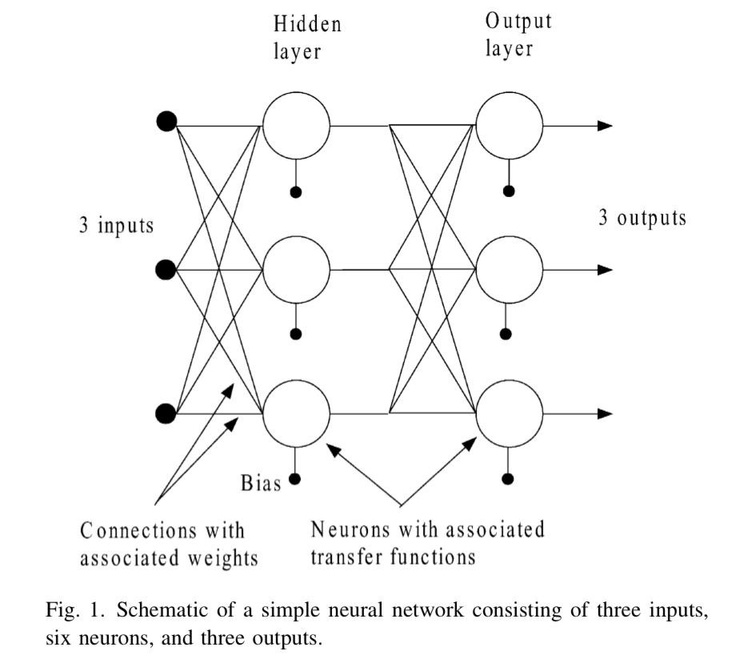 Hidden
layer
Output
layer
3 inputs
3 outputs
Bias
Connections with
associated weights
Neurons with associated
transfer functions
Fig. 1. Schematic of a simple neural network consisting of three inputs,
six neurons, and three outputs.